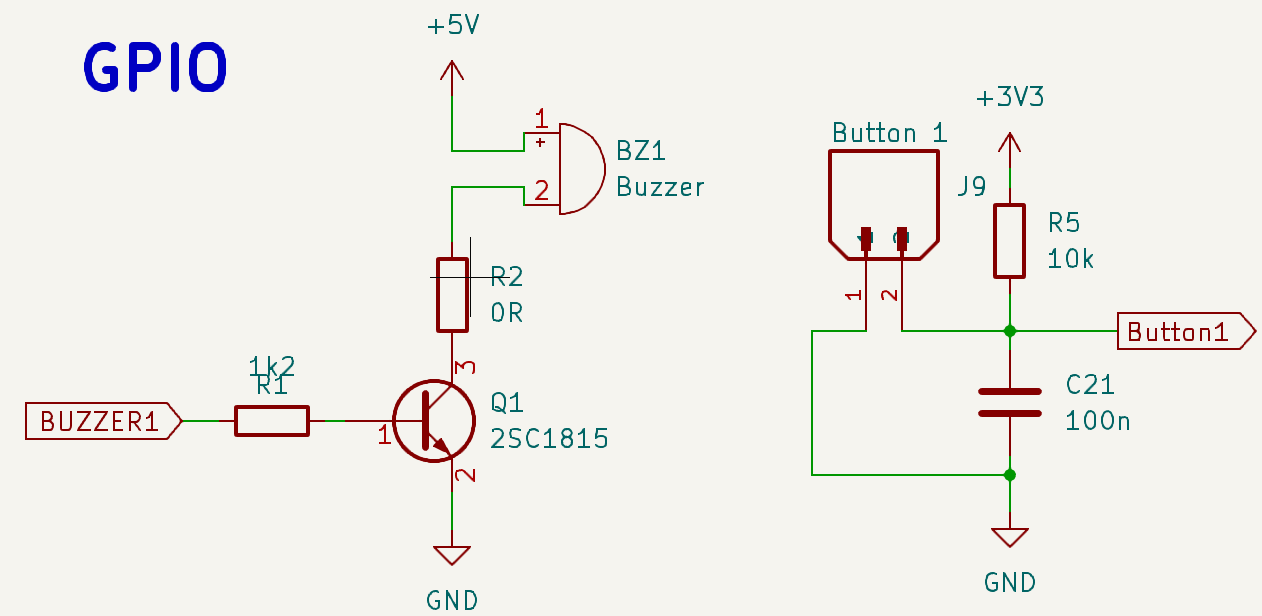 GPIO
+5V
1
+
BZ1
2
Buzzer
R2
0R
3
1k2
R1
BUZZER1
1
Q1
2SC1815
2
GND
+3V3
Button 1
J9
R5
10k
1
2
Button1
C21
100n
GND